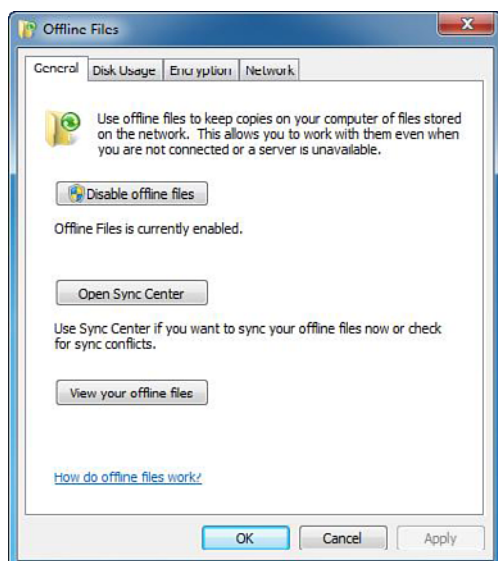 Offline Files
General Disk Usage Encryption Network
Use offline files to keep copies on your computer of files stored
on the network. This allows you to work with them even when
you are not connected or a server is unavailable.
Disable offline files
Offline Files is currently enabled.
Open Sync Center
Use Sync Center if you want to sync your offline files now or check
for sync conflicts.
View your offline files
How do offline files work?
OK Cancel Apply